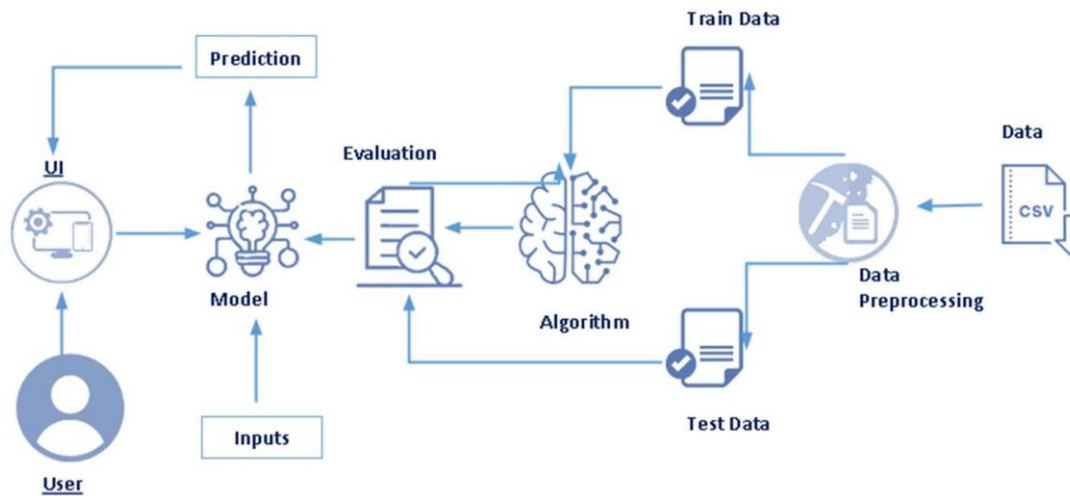 Train Data
Prediction
Data
Evaluation
UI
CSV
Model
Data
Preprocessing
Algorithm
Test Data
Inputs
User